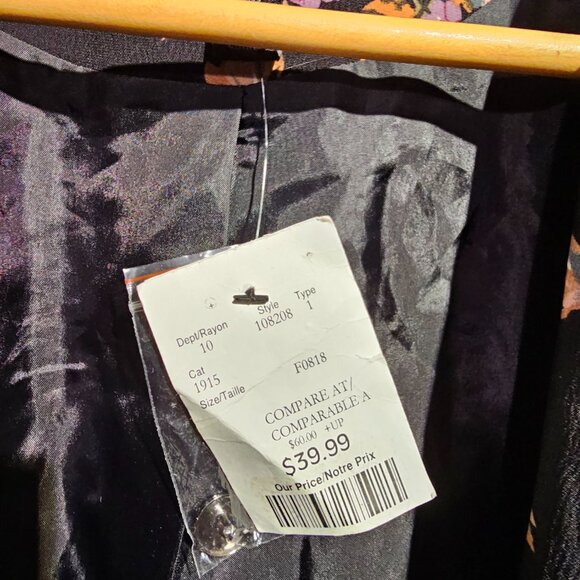 Dept/Rayon Style Type
10 108208 1
Cat
1915 F0818
Size/Taille
COMPARE AT/
COMPARABLE A
$60.00 +UP
$39.99
Our Price/Notre Prix